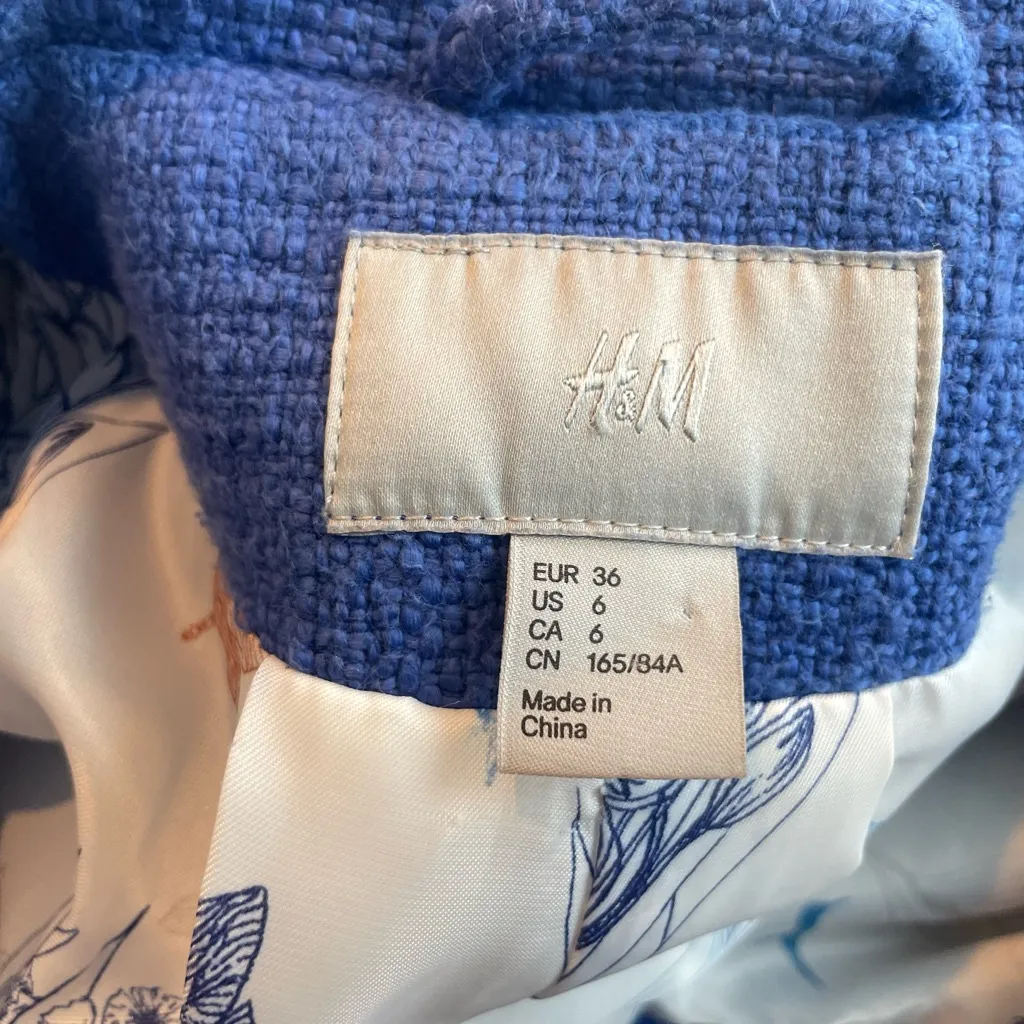 H&M
EUR 36
US 6
CA 6
CN 165/84A
Made in
China